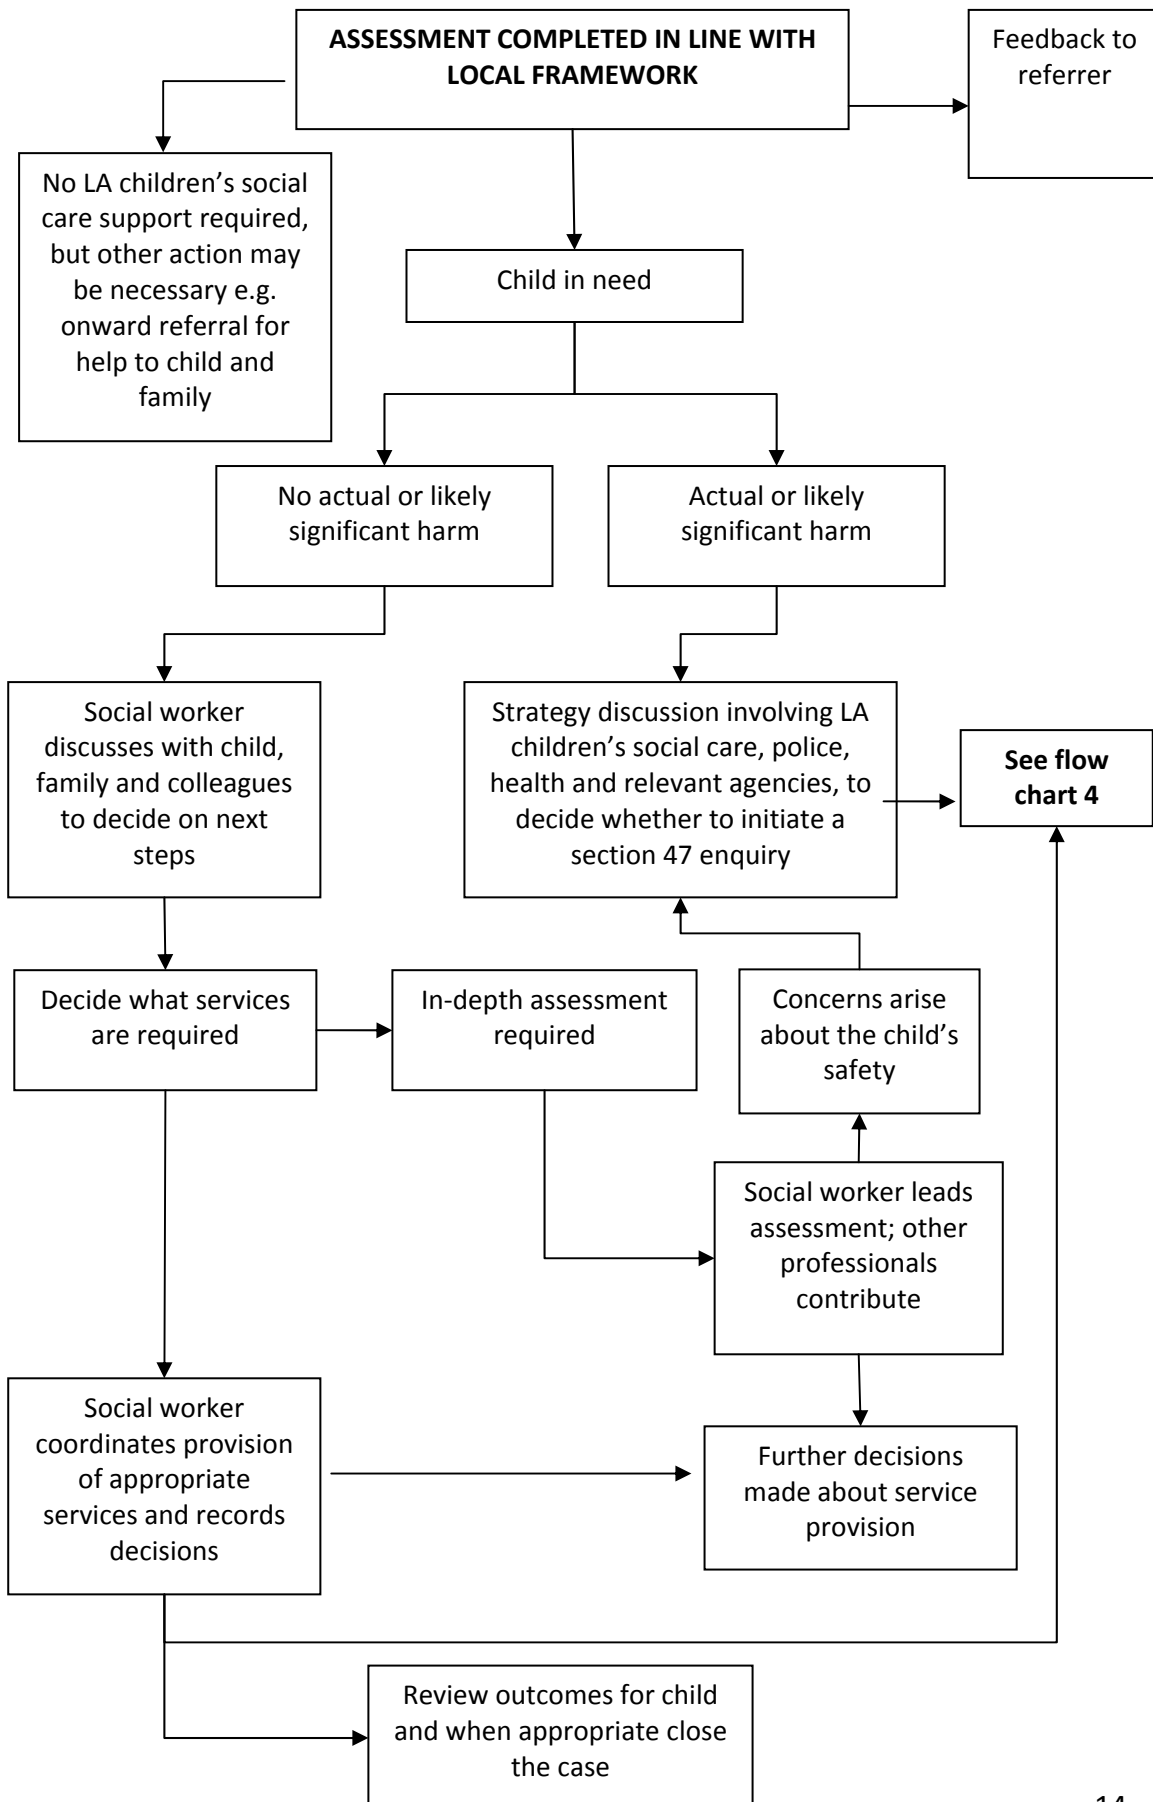 ASSESSMENT COMPLETED IN LINE WITH
LOCAL FRAMEWORK
Feedback to
referrer
No LA children’s social
care support required,
but other action may
be necessary e.g.
onward referral for
help to child and
family
Child in need
No actual or likely
significant harm
Actual or likely
significant harm
Social worker
discusses with child,
family and colleagues
to decide on next
steps
Strategy discussion involving LA
children’s social care, police,
health and relevant agencies, to
decide whether to initiate a
section 47 enquiry
See flow
chart 4
Decide what services
are required
In-depth assessment
required
Concerns arise
about the child’s
safety
Social worker leads
assessment; other
professionals
contribute
Social worker
coordinates provision
of appropriate
services and records
decisions
Further decisions
made about service
provision
Review outcomes for child
and when appropriate close
the case
14